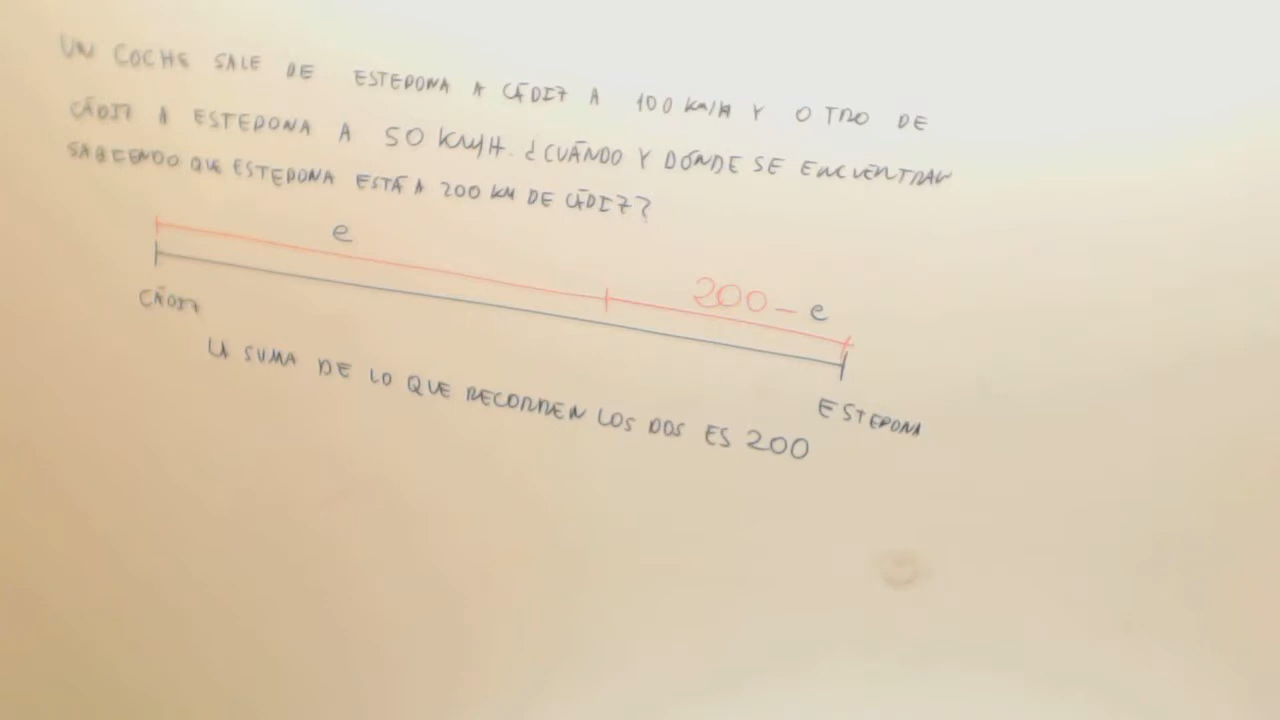 UN COCHE SALE DE ESTEPONA A CÁDIZ A 100 KM/H Y OTRO DE
CÁDIZ A ESTEPONA A 50 KM/H. ¿CUÁNDO Y DÓNDE SE ENCUENTRAN
SABIENDO QUE ESTEPONA ESTÁ A 200 KM DE CÁDIZ?
e
200 - e
CÁDIZ
ESTEPONA
LA SUMA DE LO QUE RECORREN LOS DOS ES 200